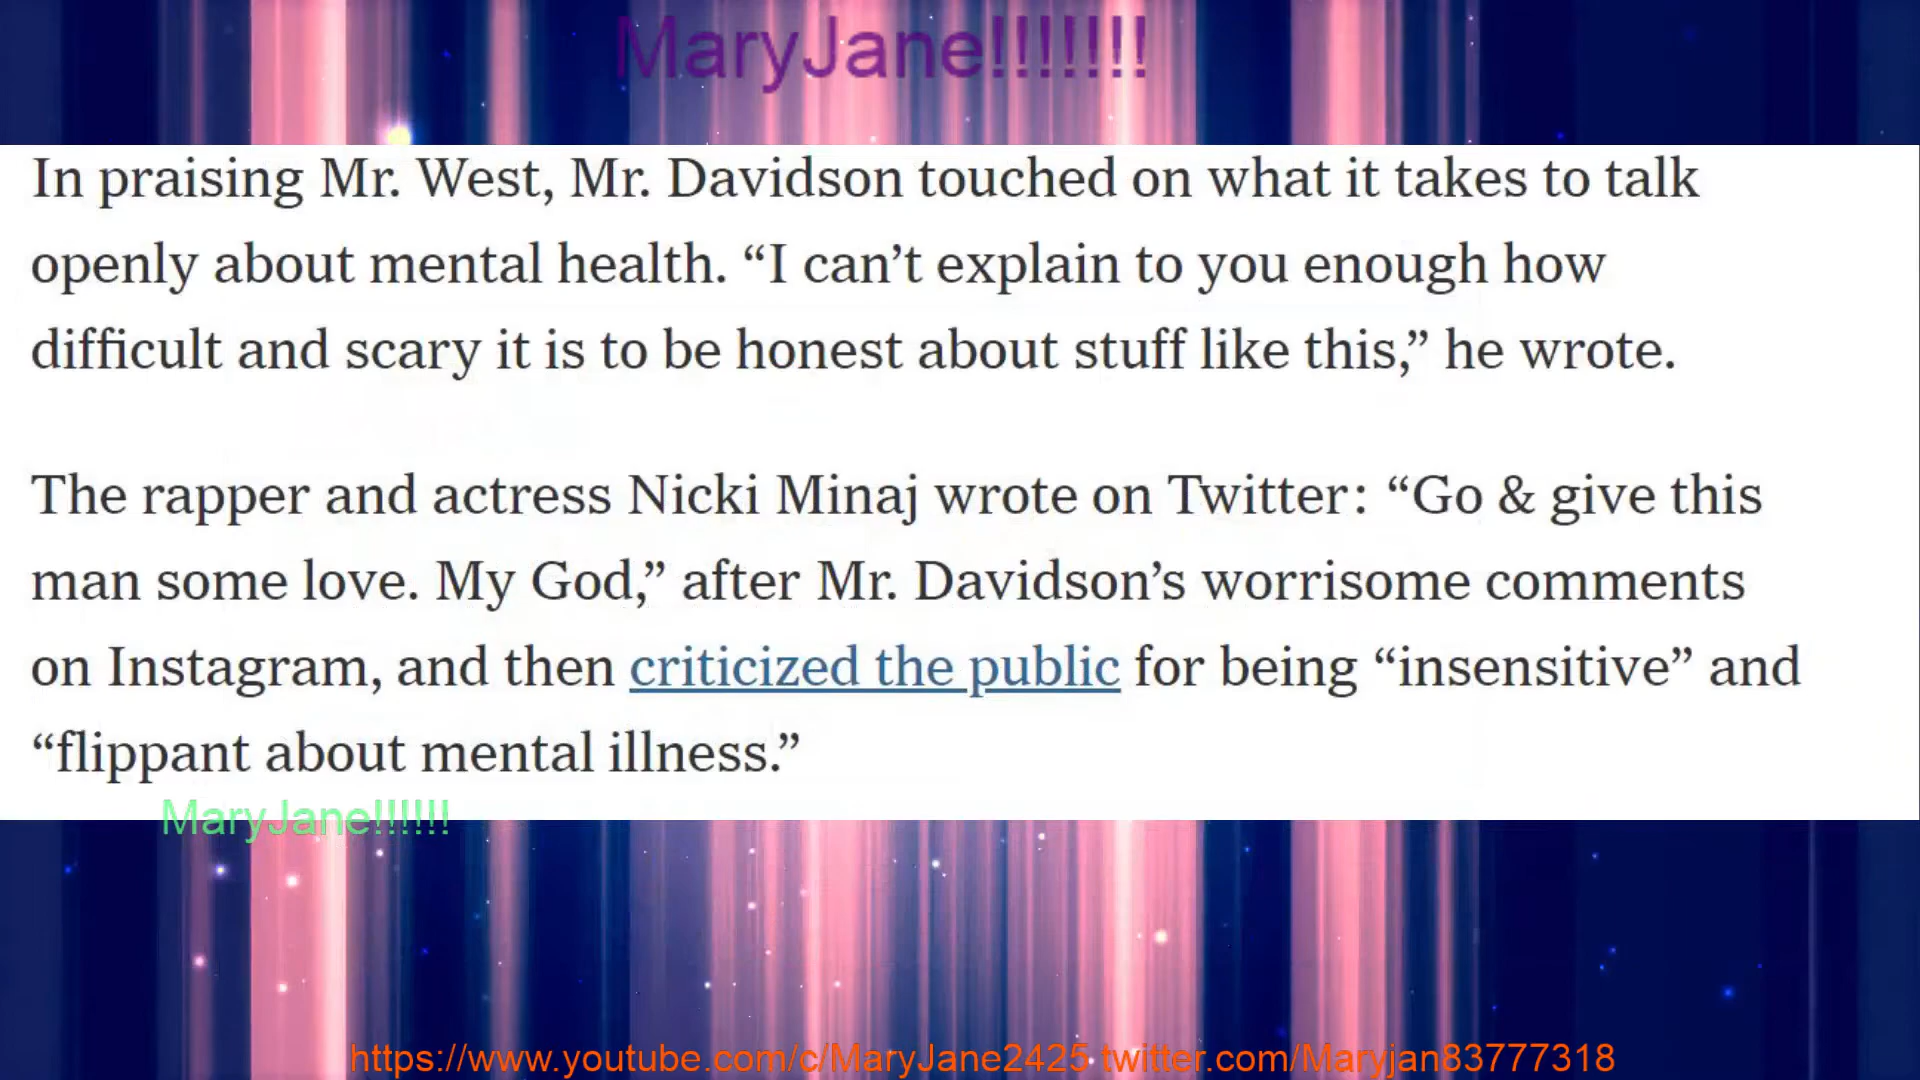 MaryJane!!!!!!!
In praising Mr. West, Mr. Davidson touched on what it takes to talk
openly about mental health. “I can’t explain to you enough how
difficult and scary it is to be honest about stuff like this,” he wrote.
The rapper and actress Nicki Minaj wrote on Twitter: “Go & give this
man some love. My God,” after Mr. Davidson’s worrisome comments
on Instagram, and then criticized the public for being “insensitive” and
“flippant about mental illness.”
MaryJane!!!!!!
https://www.youtube.com/c/MaryJane2425 twitter.com/Maryjan83777318